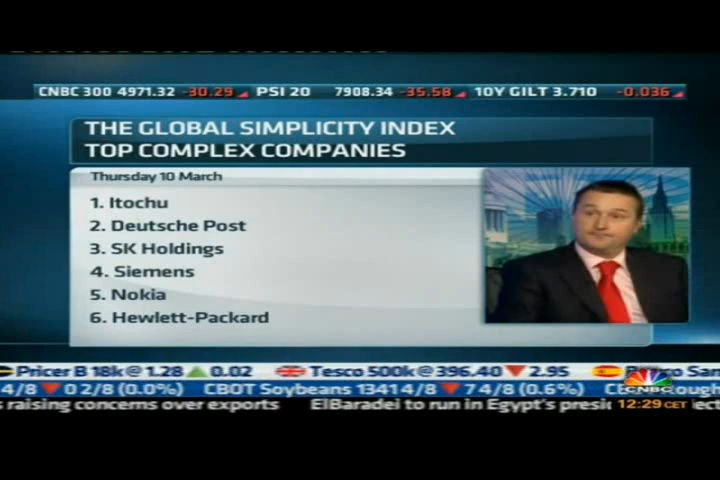 CNBC 300 4971.32 -30.29 PSI 20 7908.34 -35.58 10Y GILT 3.710 -0.036
THE GLOBAL SIMPLICITY INDEX
TOP COMPLEX COMPANIES
Thursday 10 March
1. Itochu
2. Deutsche Post
3. SK Holdings
4. Siemens
5. Nokia
6. Hewlett-Packard
Pricer B 18k@1.28 0.02 Tesco 500k@396.40 2.95
4/8 0 2/8 (0.0%) CBOT Soybeans 1341 4/8 7 4/8 (0.6%)
CNBC
raising concerns over exports ElBaradei to run in Egypt's 12:29 CET